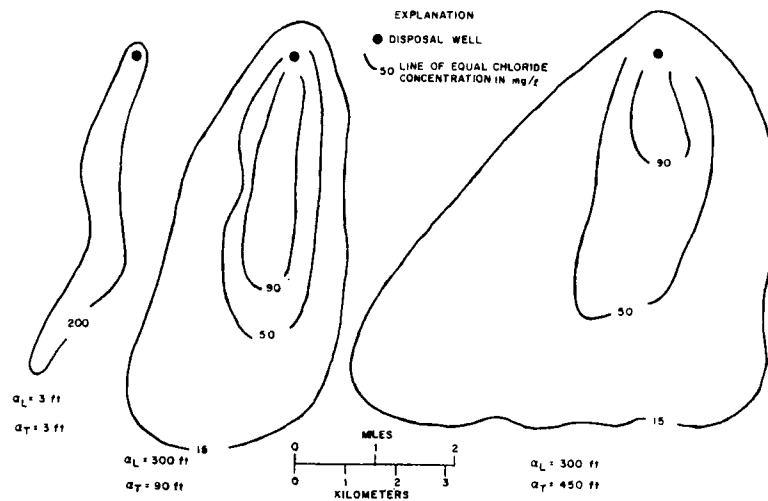 EXPLANATION
DISPOSAL WELL
50 LINE OF EQUAL CHLORIDE
CONCENTRATION IN mg/ℓ
90
200
90
50
50
αL = 3 ft
αT = 3 ft
15
15
αL = 300 ft
αT = 90 ft
MILES
0 1 2
0 1 2 3
KILOMETERS
αL = 300 ft
αT = 450 ft